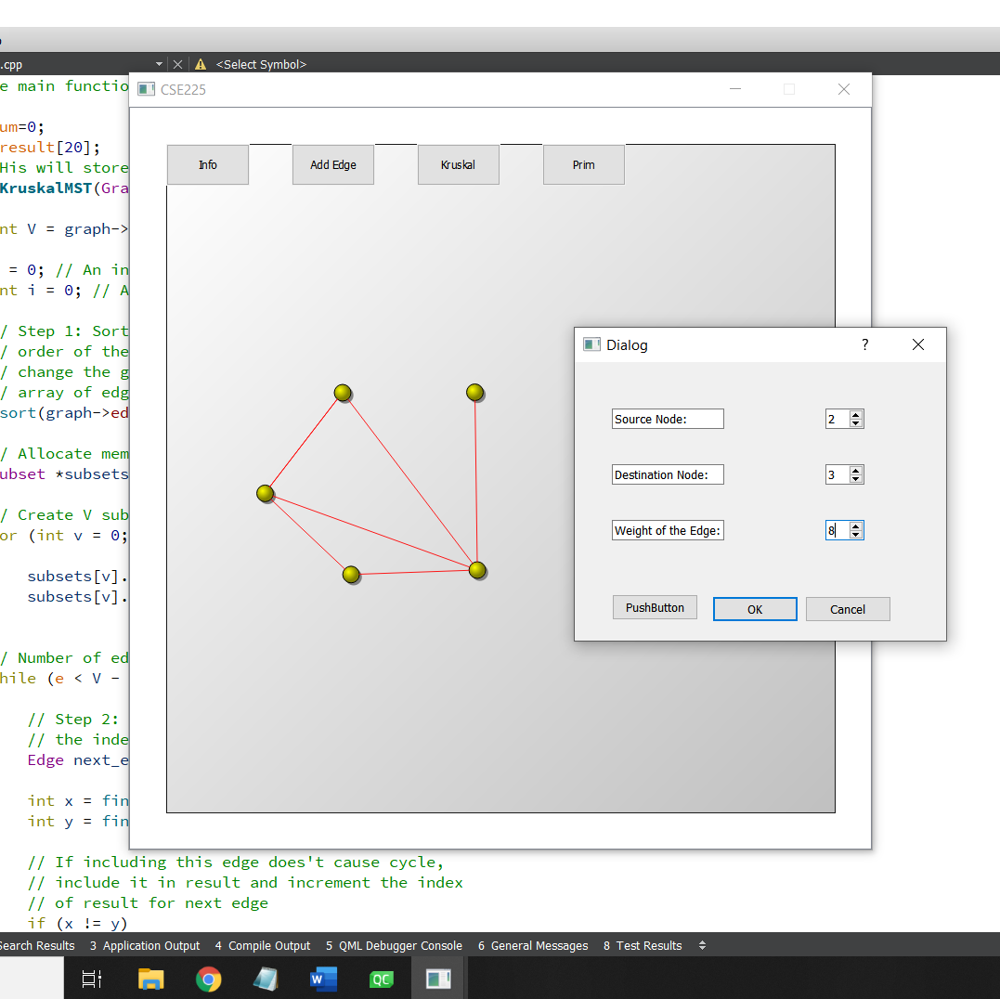 .cpp
<Select Symbol>
e main functio
um=0;
result[20];
His will store
KruskalMST(Gra
nt V = graph->
= 0; // An in
nt i = 0; // A
/ Step 1: Sort
/ order of the
/ change the g
/ array of edg
sort(graph->ed
/ Allocate mem
ubset *subsets
/ Create V sub
or (int v = 0;
subsets[v].
subsets[v].
/ Number of ed
hile (e < V -
// Step 2:
// the inde
Edge next_e
int x = fin
int y = fin
// If including this edge does't cause cycle,
// include it in result and increment the index
// of result for next edge
if (x != y)
CSE225
Info
Add Edge
Kruskal
Prim
Dialog
?
Source Node:
2
Destination Node:
3
Weight of the Edge:
8
PushButton
OK
Cancel
Search Results 3 Application Output 4 Compile Output 5 QML Debugger Console 6 General Messages 8 Test Results
W
QC